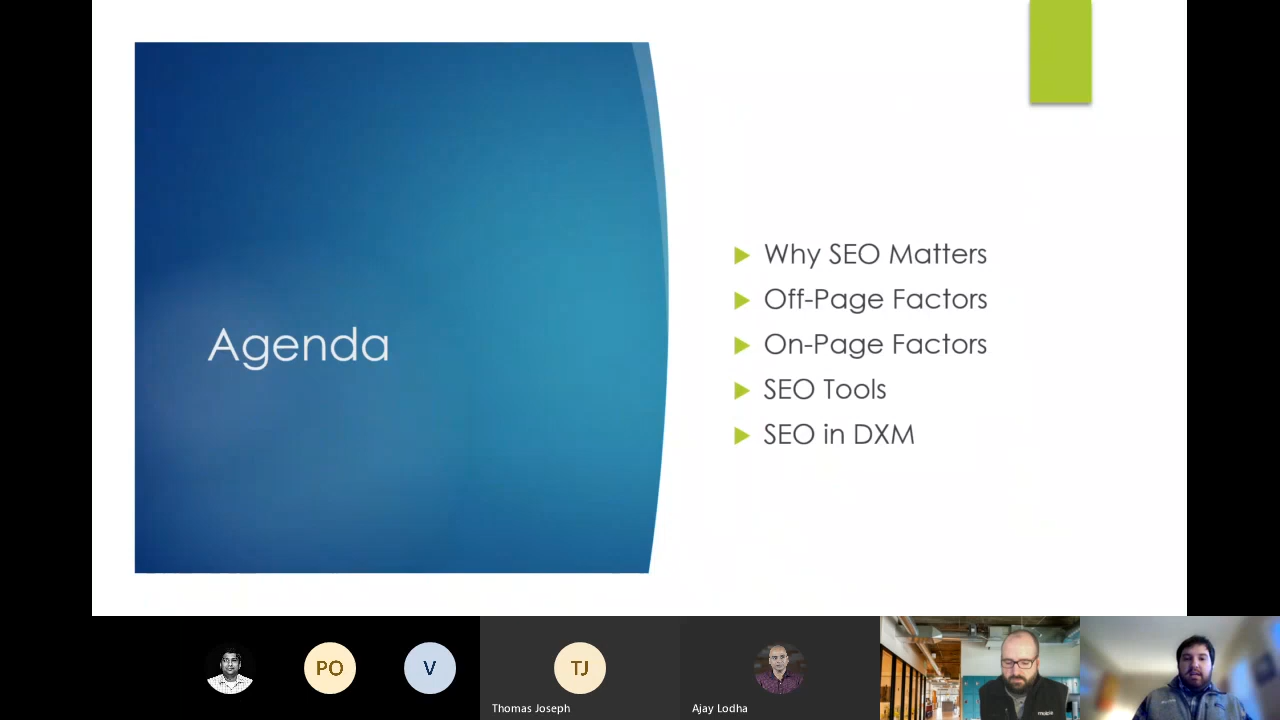 Agenda
Why SEO Matters
Off-Page Factors
On-Page Factors
SEO Tools
SEO in DXM
PO
V
TJ
Thomas Joseph
Ajay Lodha